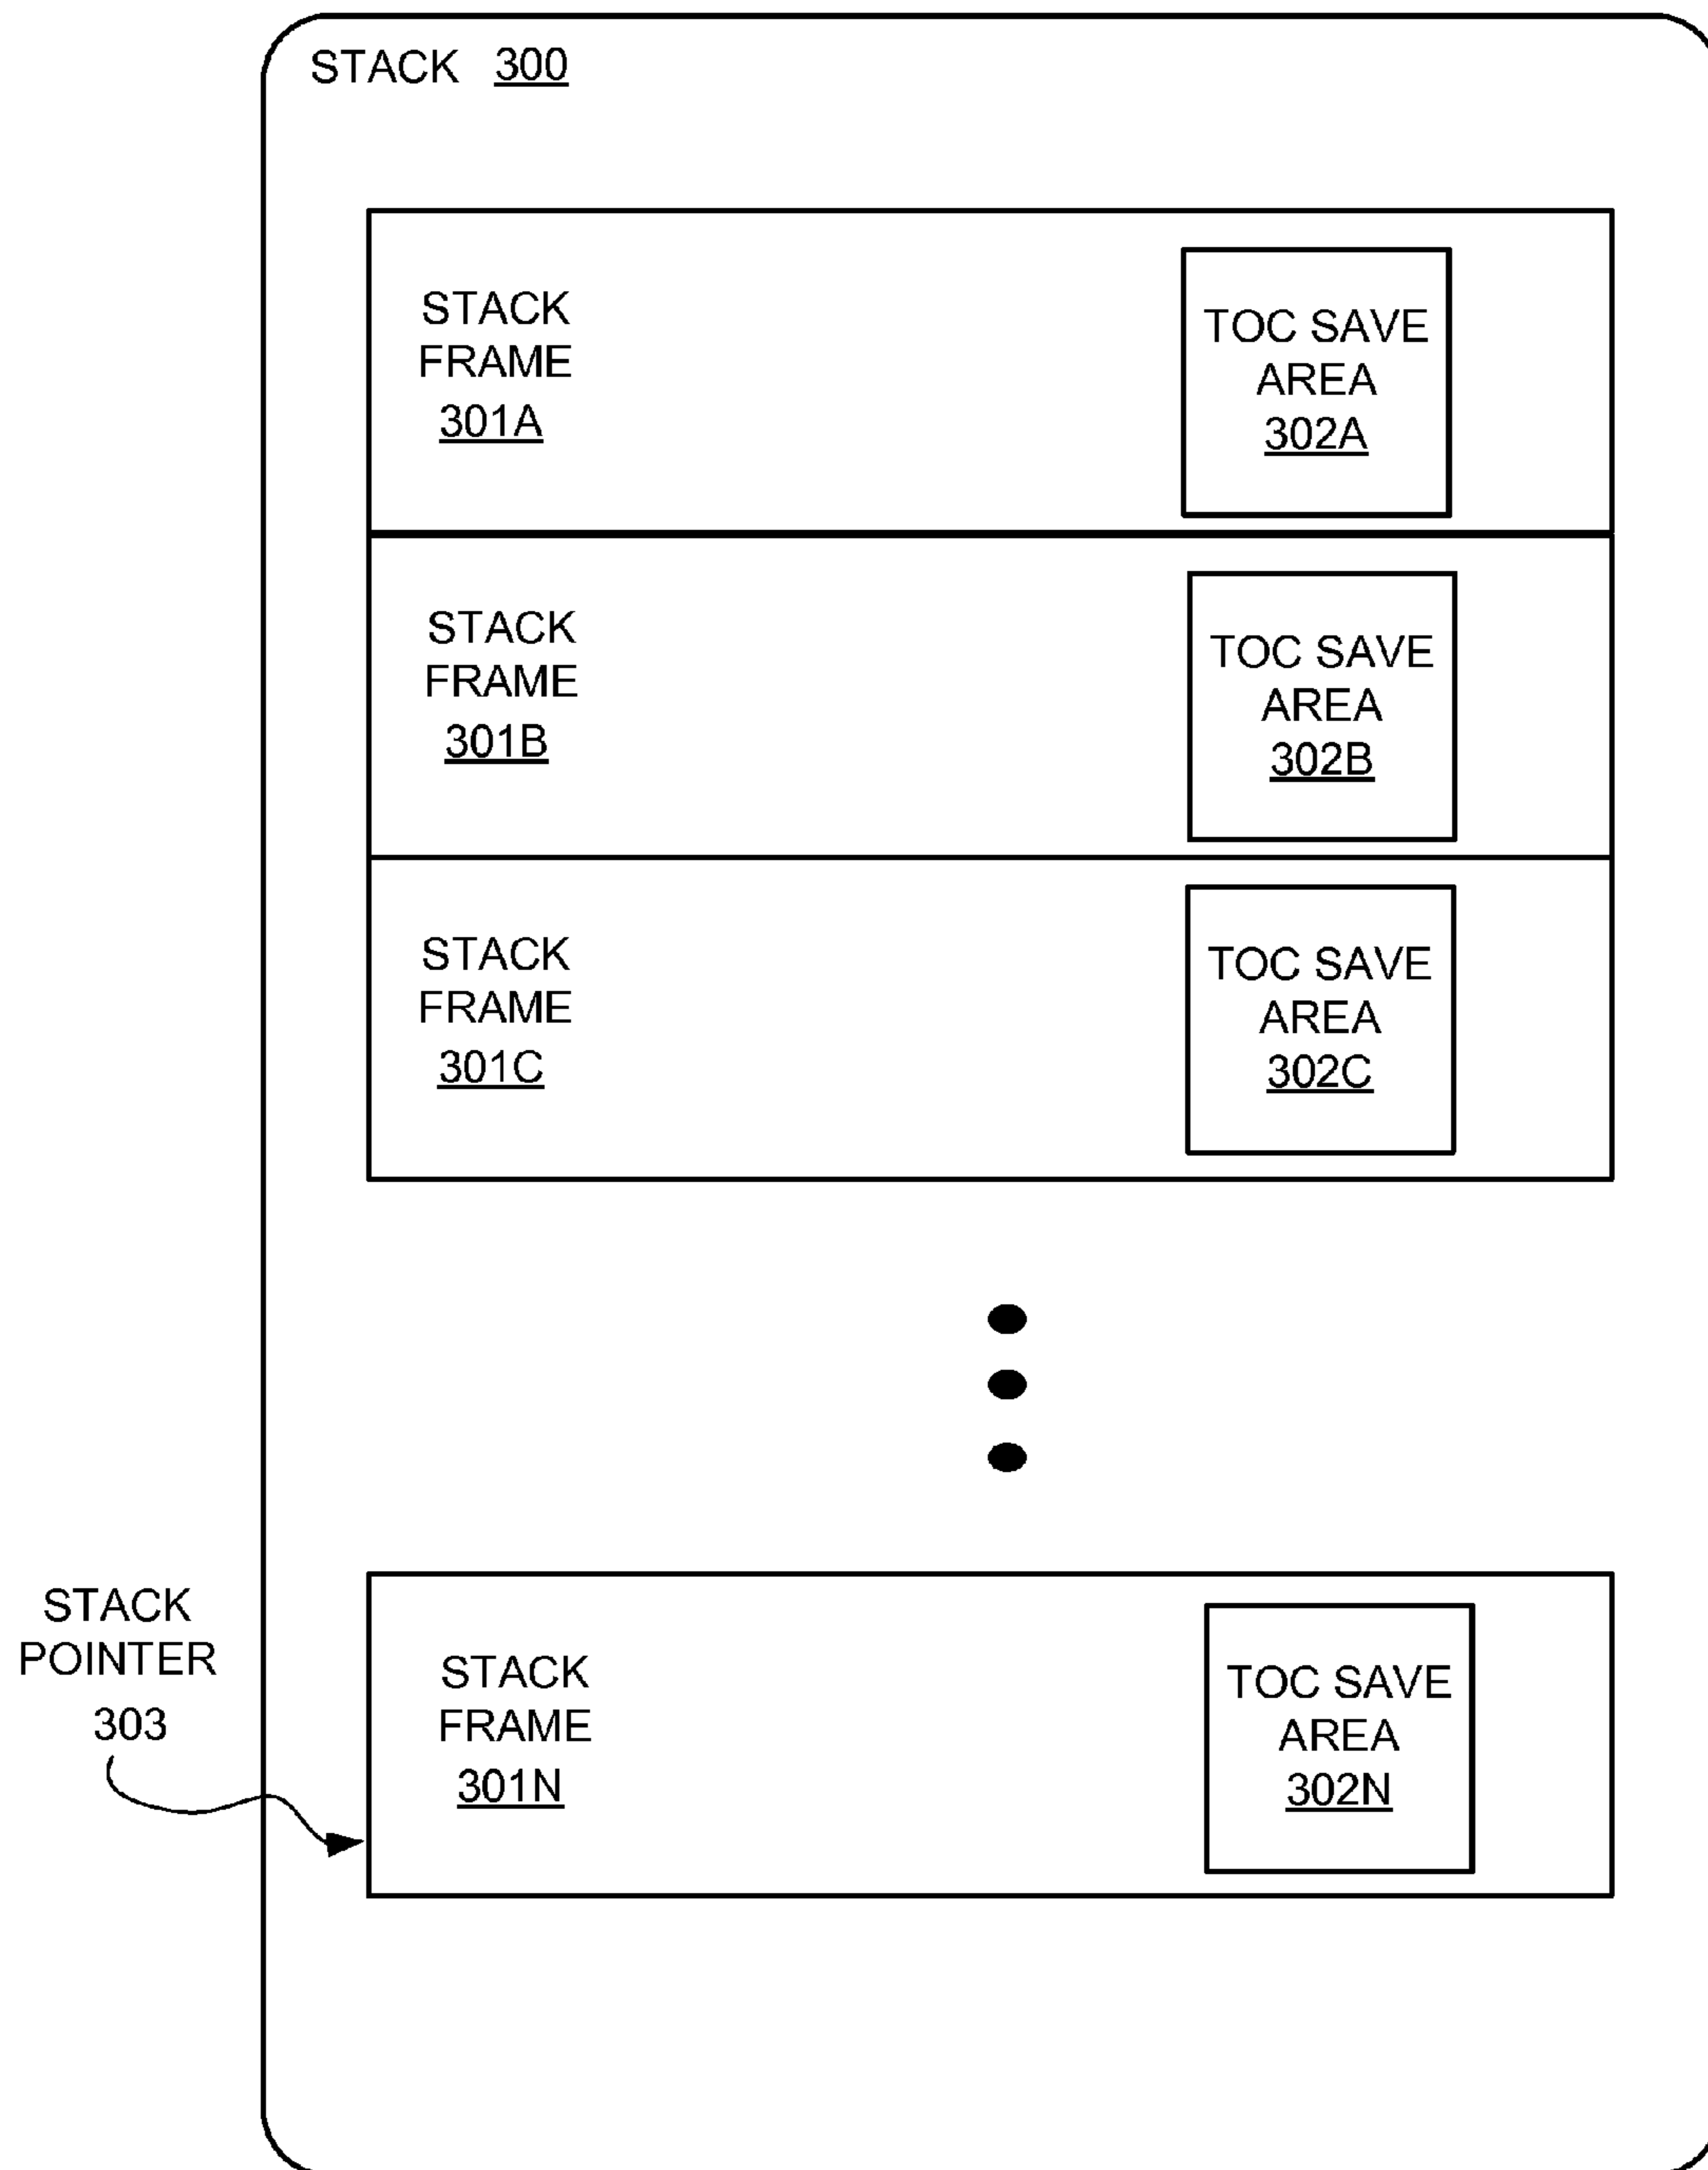 STACK 300
STACK
FRAME
301A
TOC SAVE
AREA
302A
STACK
FRAME
301B
TOC SAVE
AREA
302B
STACK
FRAME
301C
TOC SAVE
AREA
302C
STACK
POINTER
303
STACK
FRAME
301N
TOC SAVE
AREA
302N